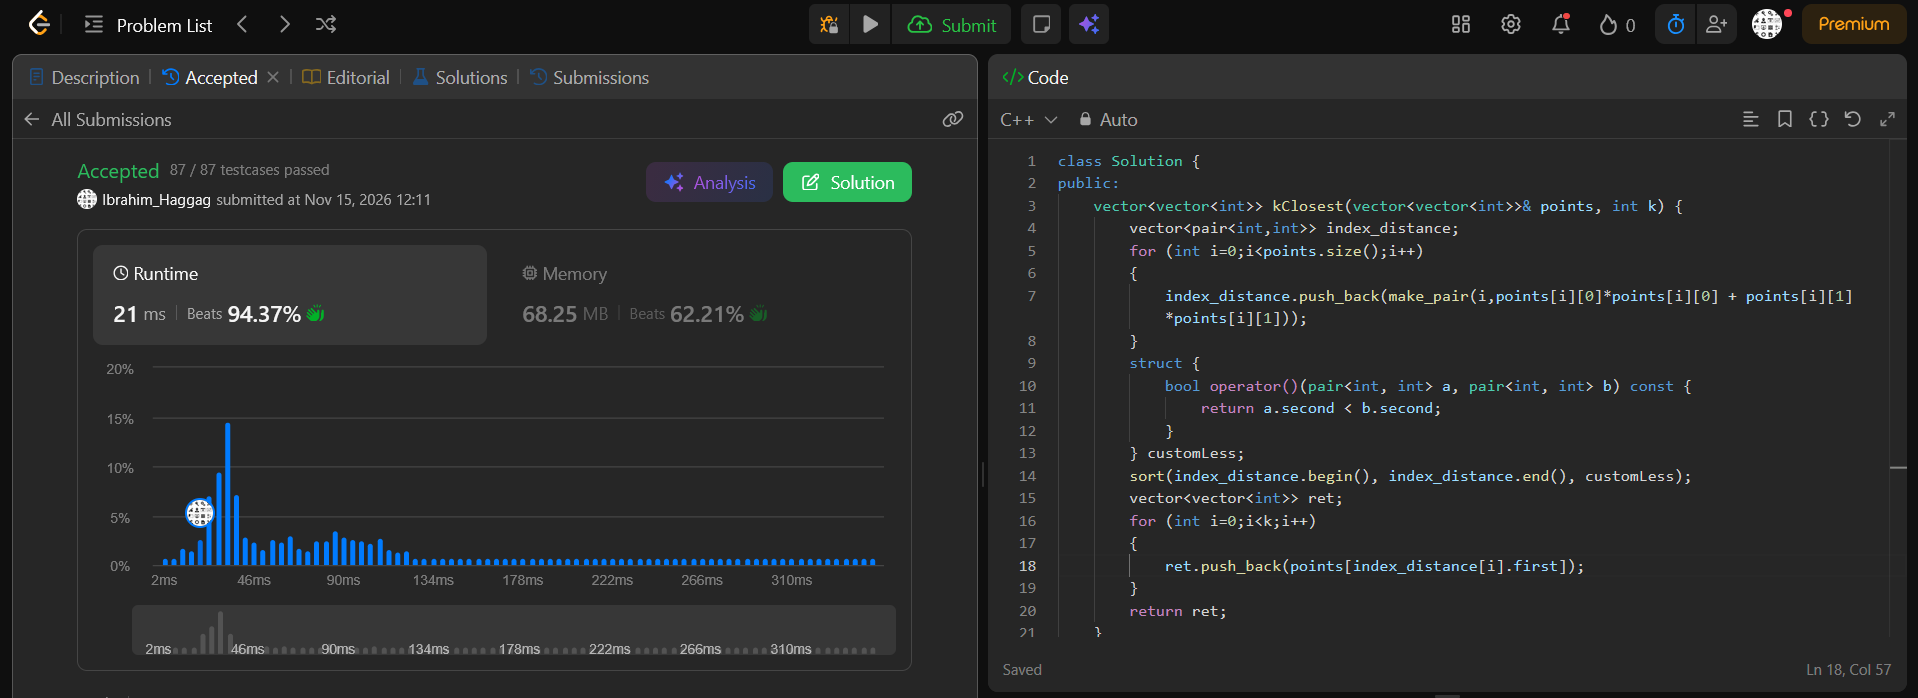 Problem List
Submit
0
Premium
Description
Accepted
Editorial
Solutions
Submissions
All Submissions
Accepted 87 / 87 testcases passed
Ibrahim_Haggag submitted at Nov 15, 2026 12:11
Analysis
Solution
Runtime
21 ms Beats 94.37%
Memory
68.25 MB Beats 62.21%
20%
15%
10%
5%
0%
2ms 46ms 90ms 134ms 178ms 222ms 266ms 310ms
2ms 46ms 90ms 134ms 178ms 222ms 266ms 310ms
</> Code
C++ Auto
1 class Solution {
2 public:
3 vector<vector<int>> kClosest(vector<vector<int>>& points, int k) {
4 vector<pair<int,int>> index_distance;
5 for (int i=0;i<points.size();i++)
6 {
7 index_distance.push_back(make_pair(i,points[i][0]*points[i][0] + points[i][1]
*points[i][1]));
8 }
9 struct {
10 bool operator()(pair<int, int> a, pair<int, int> b) const {
11 return a.second < b.second;
12 }
13 } customLess;
14 sort(index_distance.begin(), index_distance.end(), customLess);
15 vector<vector<int>> ret;
16 for (int i=0;i<k;i++)
17 {
18 ret.push_back(points[index_distance[i].first]);
19 }
20 return ret;
21 }
Saved
Ln 18, Col 57